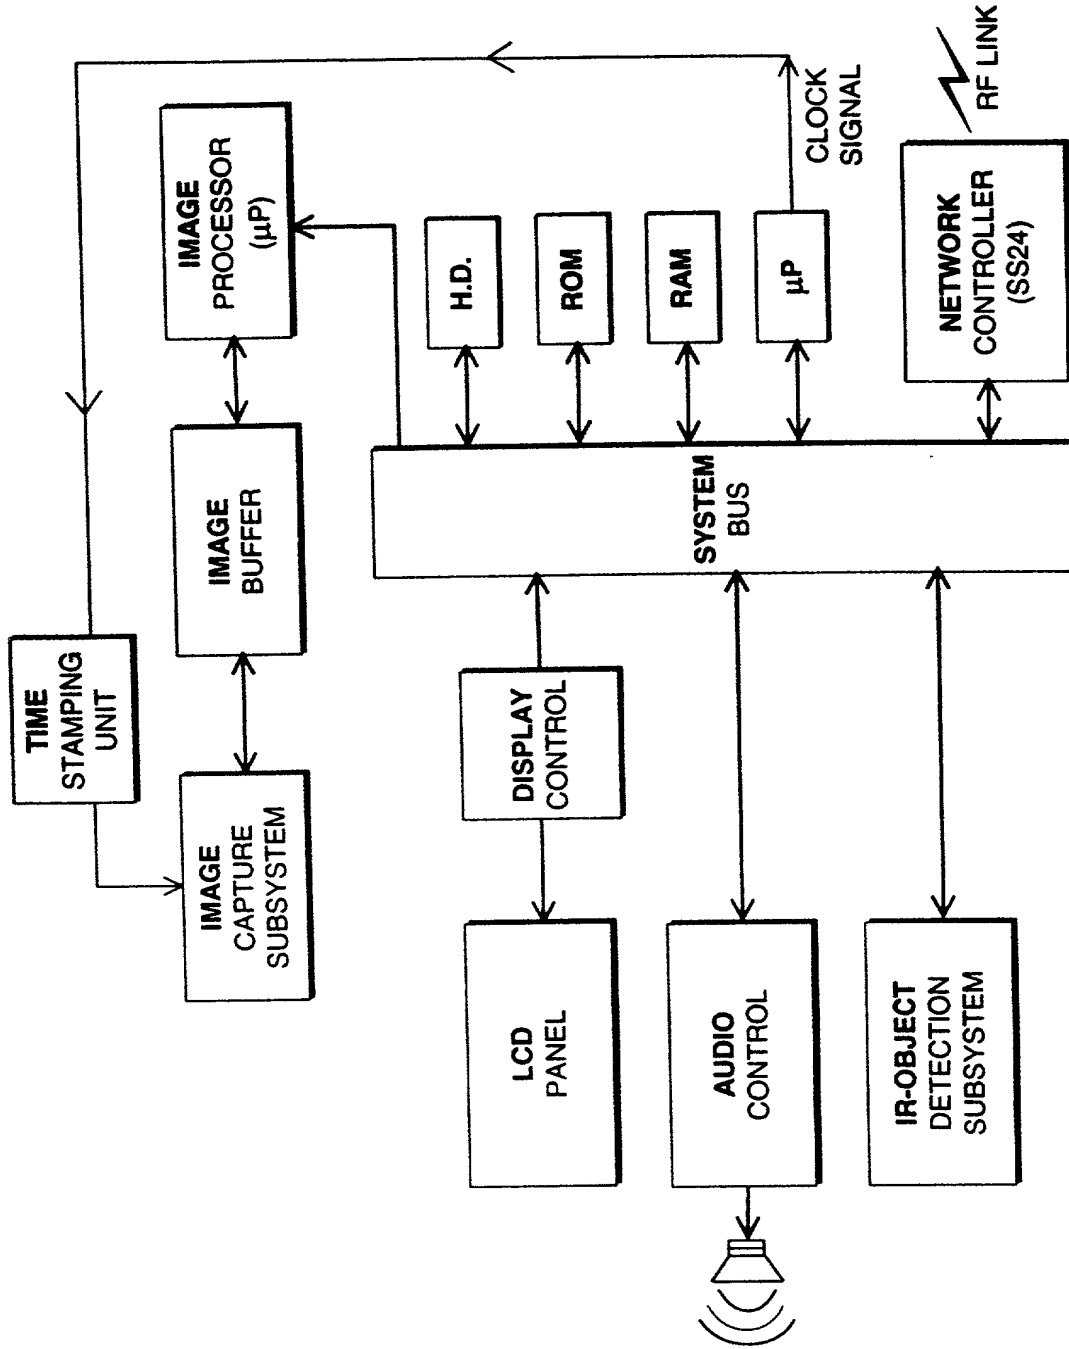 TIME
STAMPING
UNIT
IMAGE
CAPTURE
SUBSYSTEM
IMAGE
BUFFER
IMAGE
PROCESSOR
(µP)
LCD
PANEL
DISPLAY
CONTROL
H.D.
ROM
RAM
µP
CLOCK
SIGNAL
SYSTEM
BUS
AUDIO
CONTROL
IR-OBJECT
DETECTION
SUBSYSTEM
NETWORK
CONTROLLER
(SS24)
RF LINK